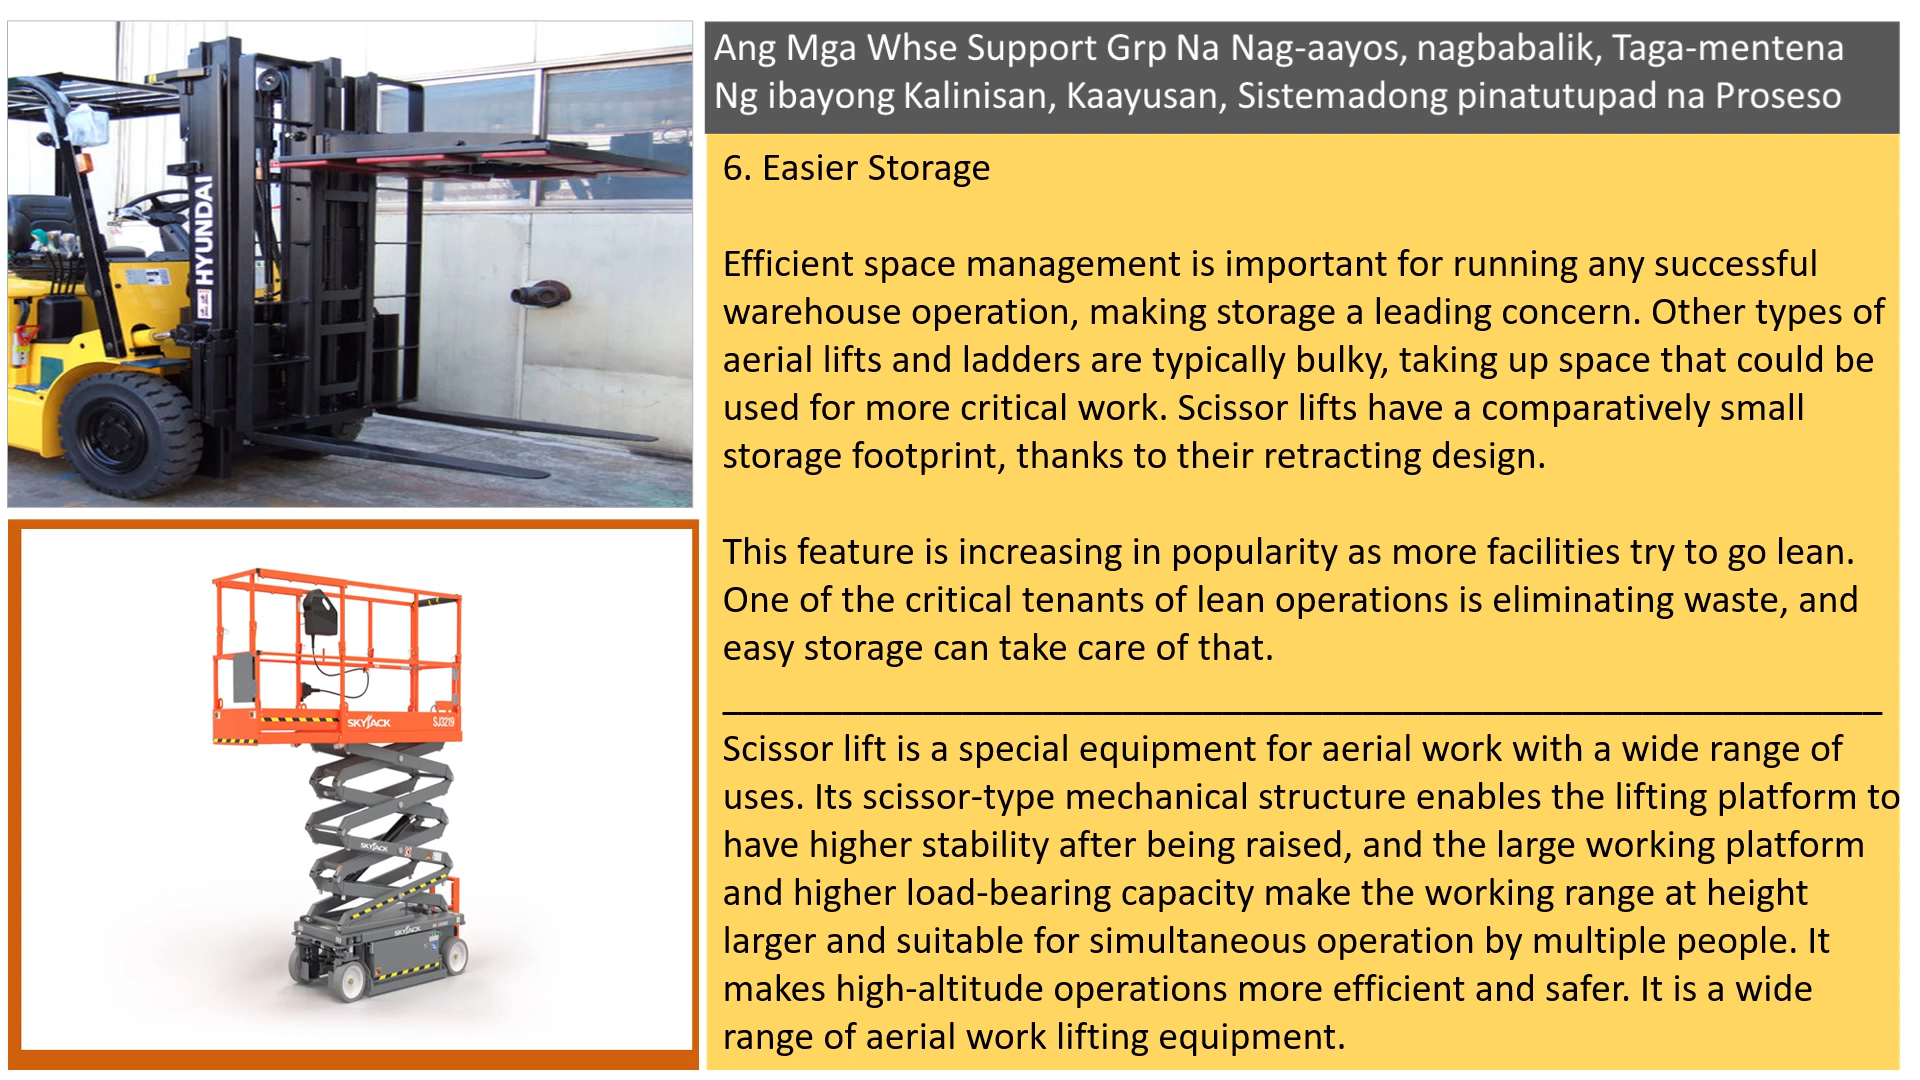 Ang Mga Whse Support Grp Na Nag-aayos, nagbabalik, Taga-mentena
Ng ibayong Kalinisan, Kaayusan, Sistemadong pinatutupad na Proseso
6. Easier Storage
Efficient space management is important for running any successful
warehouse operation, making storage a leading concern. Other types of
aerial lifts and ladders are typically bulky, taking up space that could be
used for more critical work. Scissor lifts have a comparatively small
storage footprint, thanks to their retracting design.
This feature is increasing in popularity as more facilities try to go lean.
One of the critical tenants of lean operations is eliminating waste, and
easy storage can take care of that.
Scissor lift is a special equipment for aerial work with a wide range of
uses. Its scissor-type mechanical structure enables the lifting platform to
have higher stability after being raised, and the large working platform
and higher load-bearing capacity make the working range at height
larger and suitable for simultaneous operation by multiple people. It
makes high-altitude operations more efficient and safer. It is a wide
range of aerial work lifting equipment.
HYUNDAI
SKYJACK
SJ3219
SKYJACK
SKYJACK